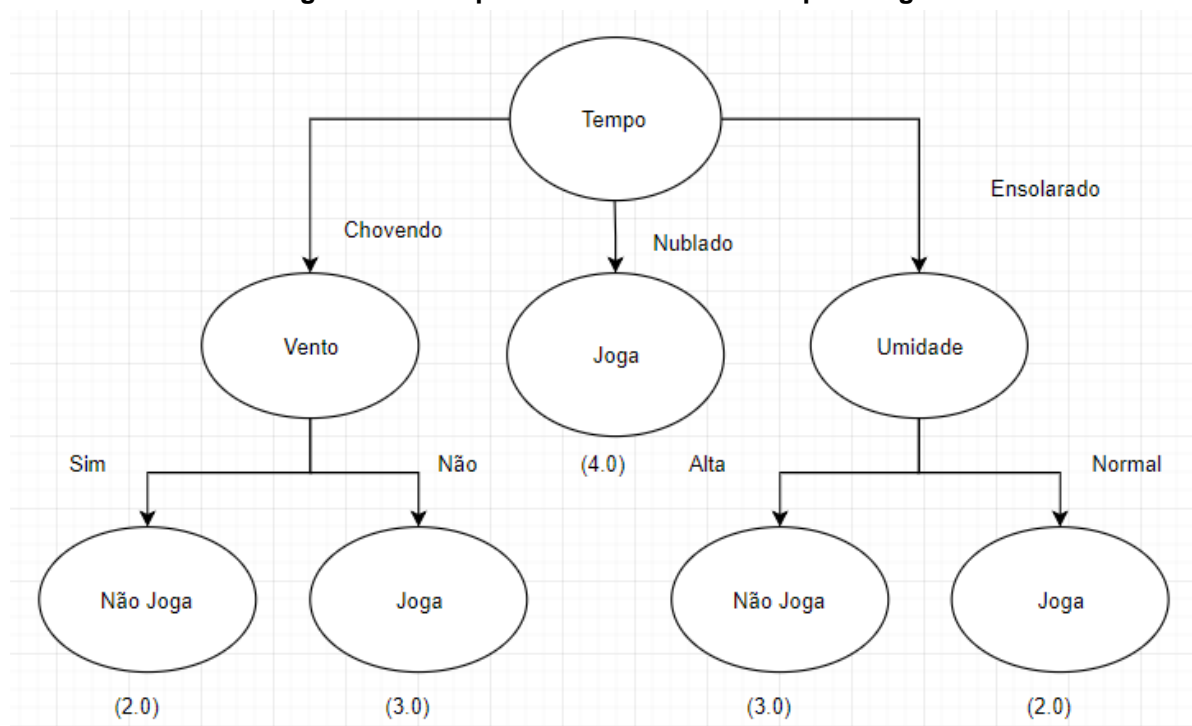 Tempo
Ensolarado
Chovendo
Nublado
Vento
Joga
Umidade
Sim
Não
(4.0)
Alta
Normal
Não Joga
Joga
Não Joga
Joga
(2.0)
(3.0)
(3.0)
(2.0)